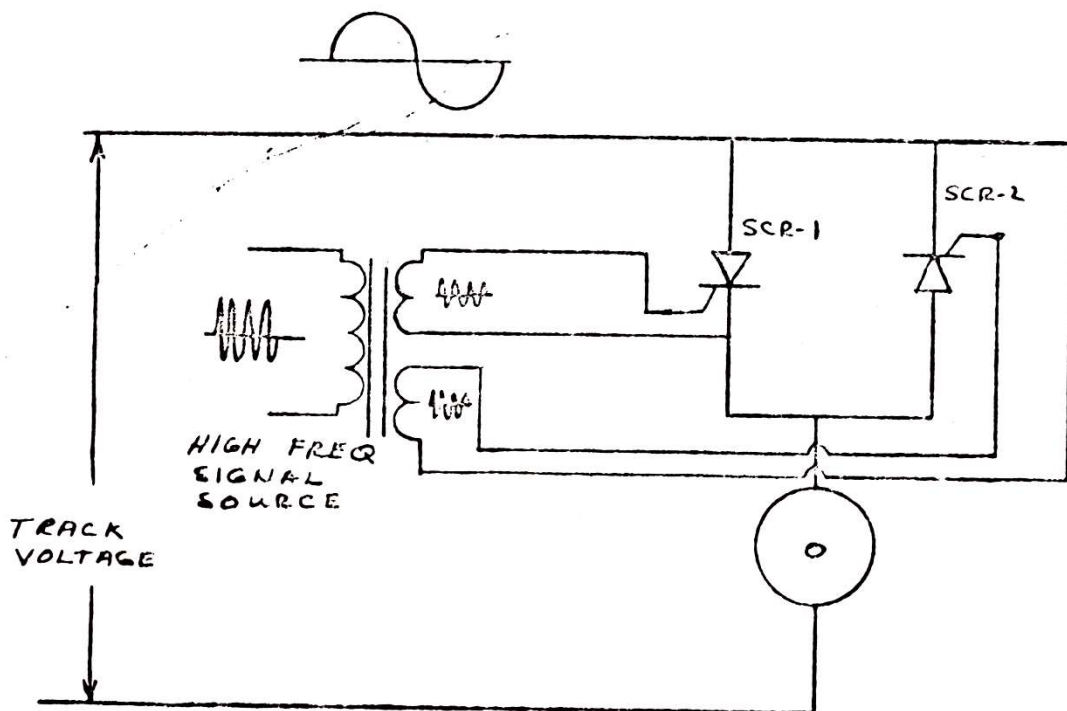 SCR-1
SCR-2
HIGH FREQ
SIGNAL
SOURCE
TRACK
VOLTAGE
O